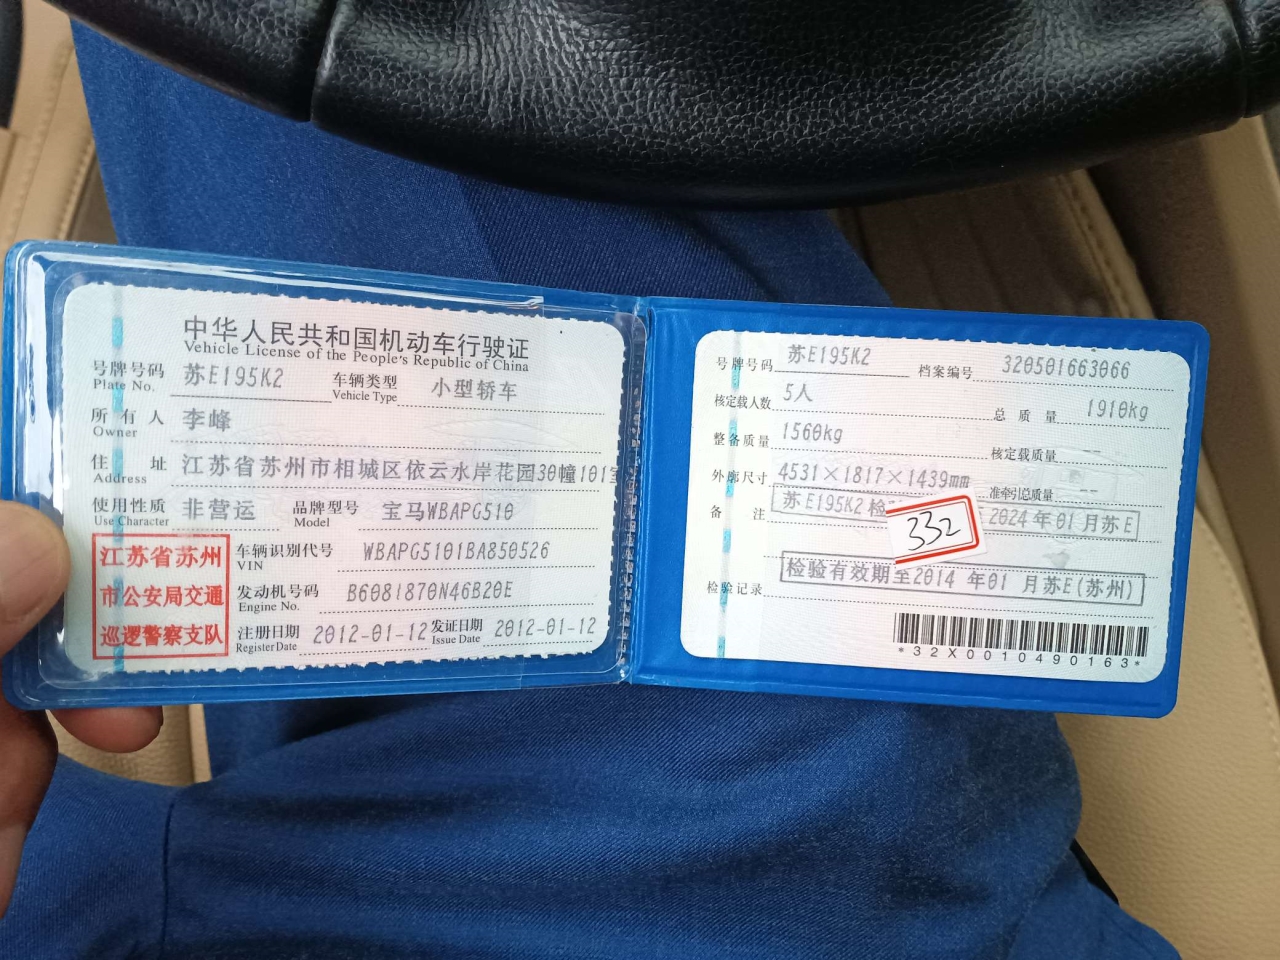 中华人民共和国机动车行驶证
Vehicle License of the People's Republic of China
号牌号码 苏E195K2 车辆类型 小型轿车
Plate No. Vehicle Type
所有人 李峰
Owner
住址 江苏省苏州市相城区依云水岸花园30幢101室
Address
使用性质 非营运 品牌型号 宝马WBAPG510
Use Character Model
江苏省苏州
市公安局交通
巡逻警察支队
车辆识别代号 WBAPG5101BA850526
VIN
发动机号码 B6081870N46B20E
Engine No.
注册日期 2012-01-12 发证日期 2012-01-12
Register Date Issue Date
号牌号码 苏E195K2 档案编号 320501663066
核定载人数 5人 总质量 1910kg
整备质量 1560kg 核定载质量 --
外廓尺寸 4531×1817×1439mm 准牵引总质量 --
备注 苏E195K2检 2024年01月苏E
332
检验记录 检验有效期至2014年01月苏E(苏州)
*32X0010490163*